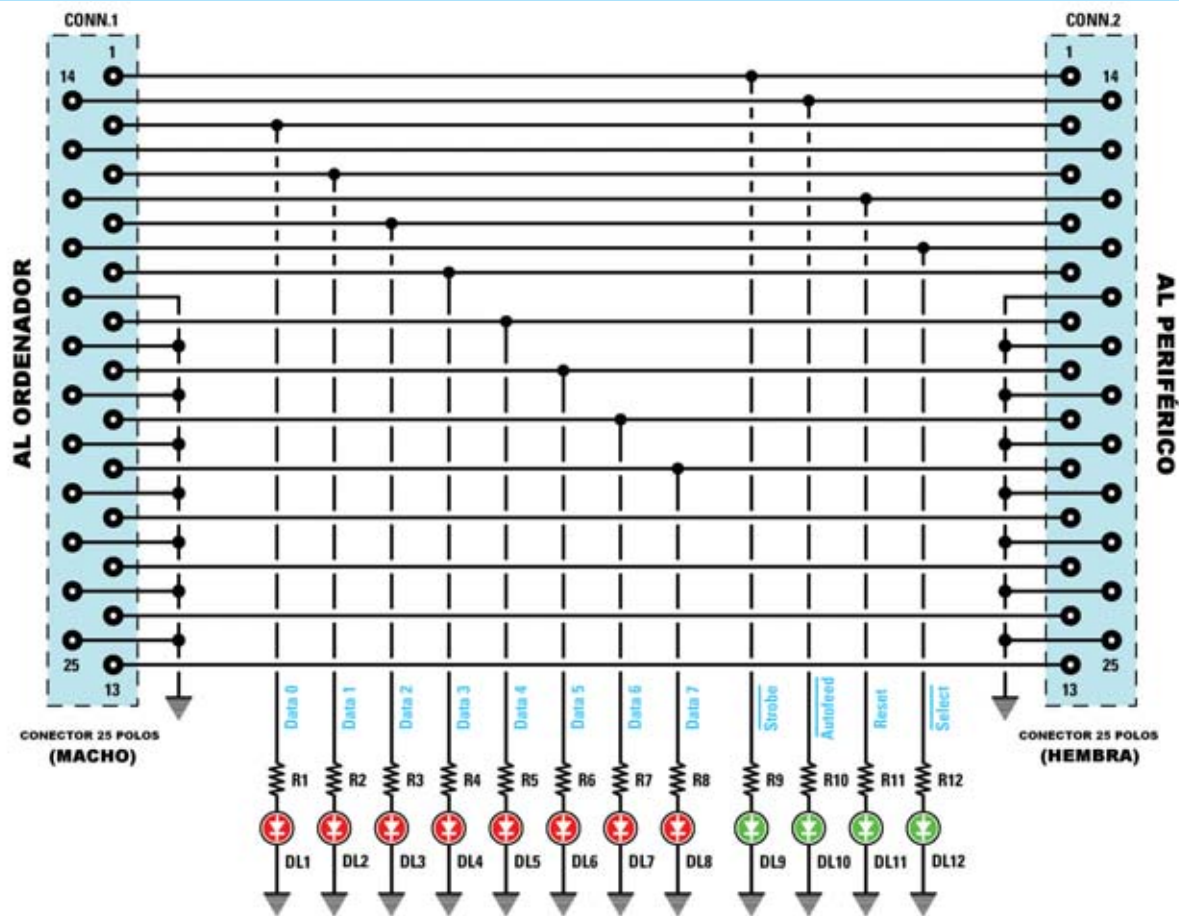 CONN.1
CONN.2
1
14
1
14
AL ORDENADOR
AL PERIFÉRICO
25
13
25
13
CONECTOR 25 POLOS
(MACHO)
CONECTOR 25 POLOS
(HEMBRA)
Data 0
Data 1
Data 2
Data 3
Data 4
Data 5
Data 6
Data 7
Strobe
Autofeed
Reset
Select
R1
R2
R3
R4
R5
R6
R7
R8
R9
R10
R11
R12
DL1
DL2
DL3
DL4
DL5
DL6
DL7
DL8
DL9
DL10
DL11
DL12